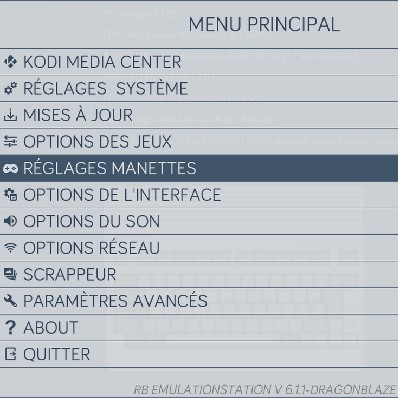 MENU PRINCIPAL
KODI MEDIA CENTER
RÉGLAGES SYSTÈME
MISES À JOUR
OPTIONS DES JEUX
RÉGLAGES MANETTES
OPTIONS DE L'INTERFACE
OPTIONS DU SON
OPTIONS RÉSEAU
SCRAPPEUR
PARAMÈTRES AVANCÉS
ABOUT
QUITTER
RB EMULATIONSTATION V 6.1.1-DRAGONBLAZE